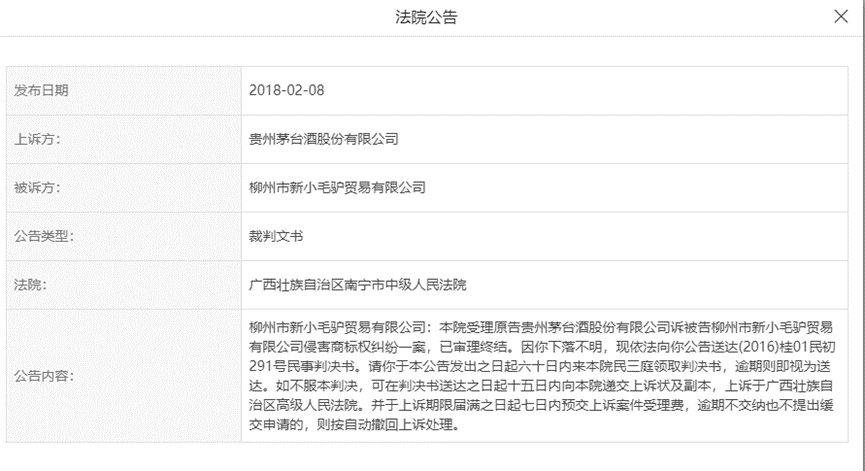 法院公告
发布日期 2018-02-08
上诉方： 贵州茅台酒股份有限公司
被诉方： 柳州市新小毛驴贸易有限公司
公告类型： 裁判文书
法院： 广西壮族自治区南宁市中级人民法院
公告内容：
柳州市新小毛驴贸易有限公司：本院受理原告贵州茅台酒股份有限公司诉被告柳州市新小毛驴贸易
有限公司侵害商标权纠纷一案，已审理终结。因你下落不明，现依法向你公告送达(2016)桂01民初
291号民事判决书。请你于本公告发出之日起六十日内来本院民三庭领取判决书，逾期则即视为送
达。如不服本判决，可在判决书送达之日起十五日内向本院递交上诉状及副本，上诉于广西壮族自
治区高级人民法院。并于上诉期限届满之日起七日内预交上诉案件受理费，逾期不交纳也不提出缓
交申请的，则按自动撤回上诉处理。